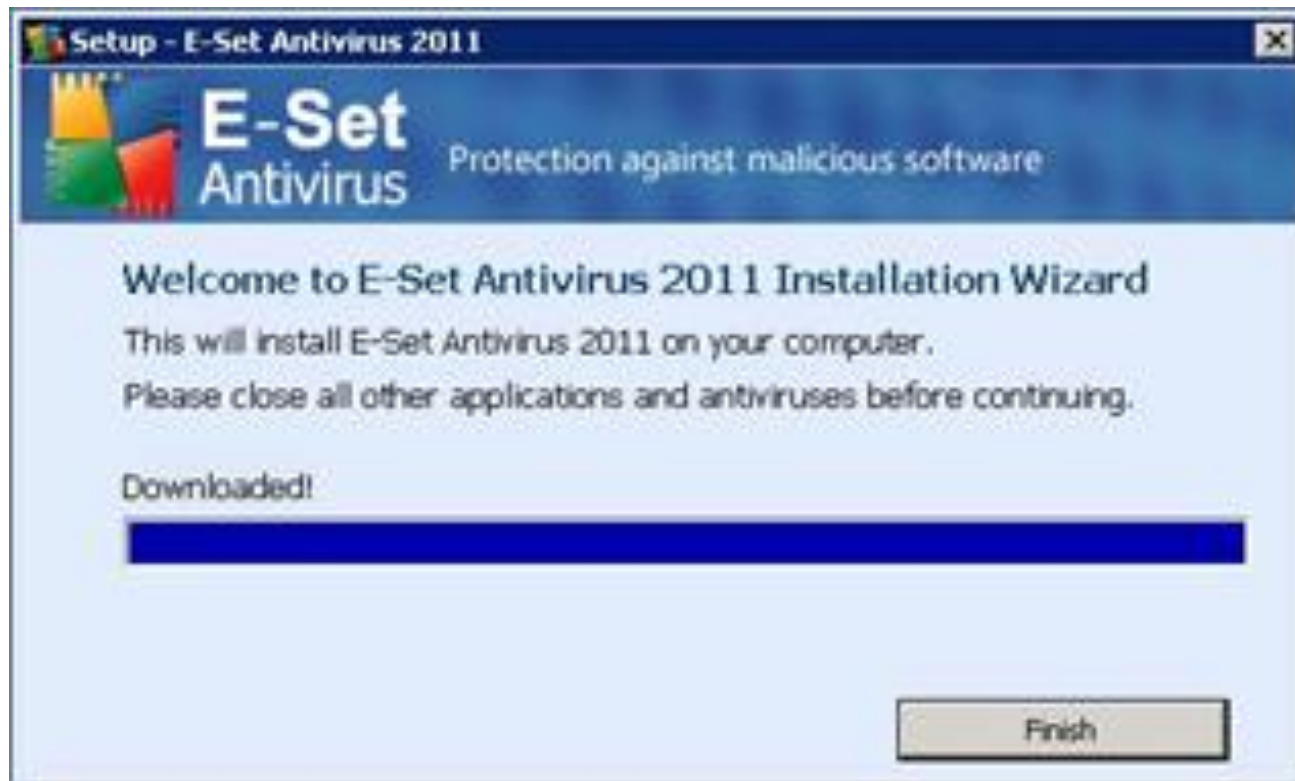 Setup - E-Set Antivirus 2011
E-Set
Antivirus
Protection against malicious software
Welcome to E-Set Antivirus 2011 Installation Wizard
This will install E-Set Antivirus 2011 on your computer.
Please close all other applications and antiviruses before continuing.
Downloaded!
Finish